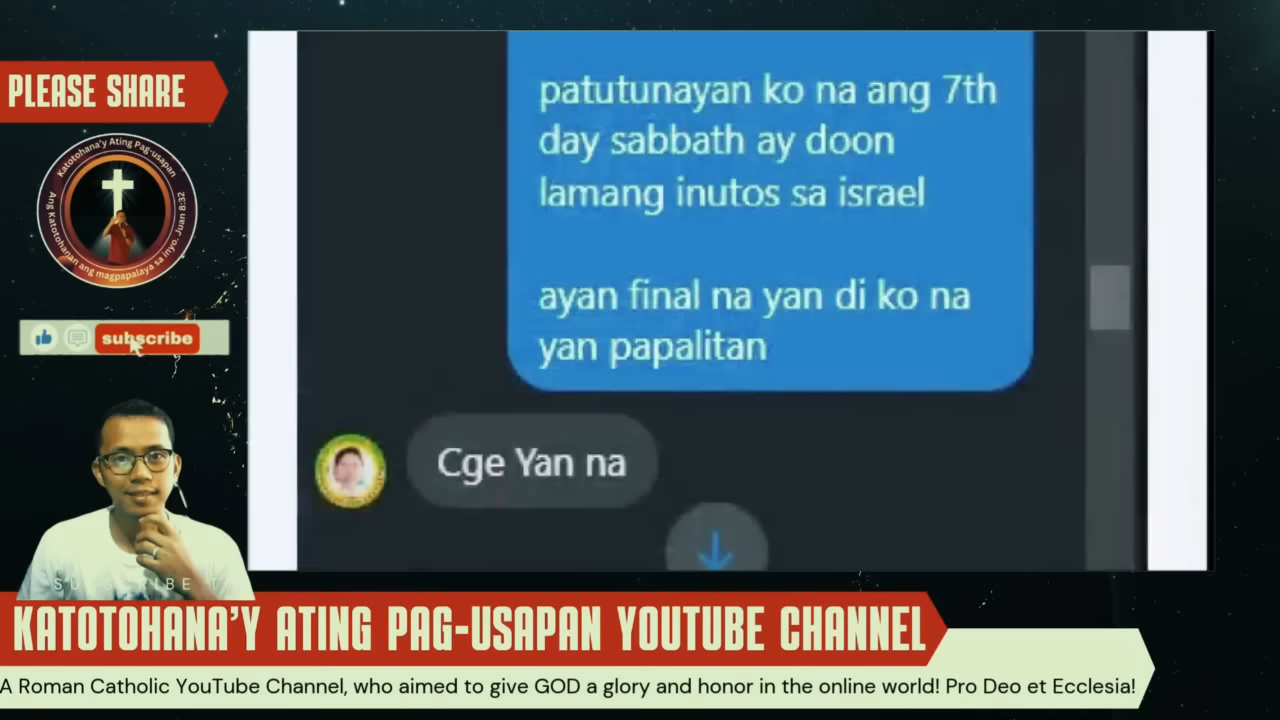 PLEASE SHARE
Katotohana'y Ating Pag-usapan
Ang Katotohanan ang magpapalaya sa inyo. Juan 8:32
subscribe
patutunayan ko na ang 7th
day sabbath ay doon
lamang inutos sa israel
ayan final na yan di ko na
yan papalitan
Cge Yan na
KATOTOHANA'Y ATING PAG-USAPAN YOUTUBE CHANNEL
A Roman Catholic YouTube Channel, who aimed to give GOD a glory and honor in the online world! Pro Deo et Ecclesia!